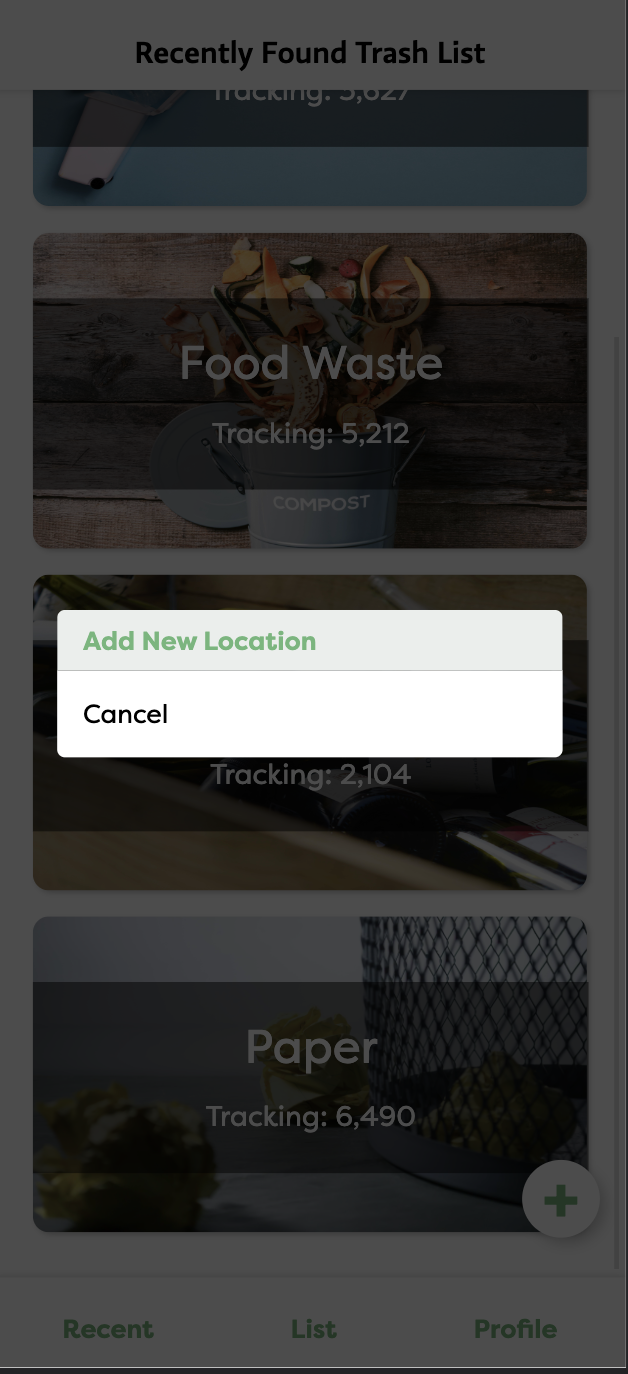 Recently Found Trash List
Tracking: 3,627
Food Waste
Tracking: 5,212
COMPOST
Add New Location
Cancel
Tracking: 2,104
Paper
Tracking: 6,490
Recent
List
Profile